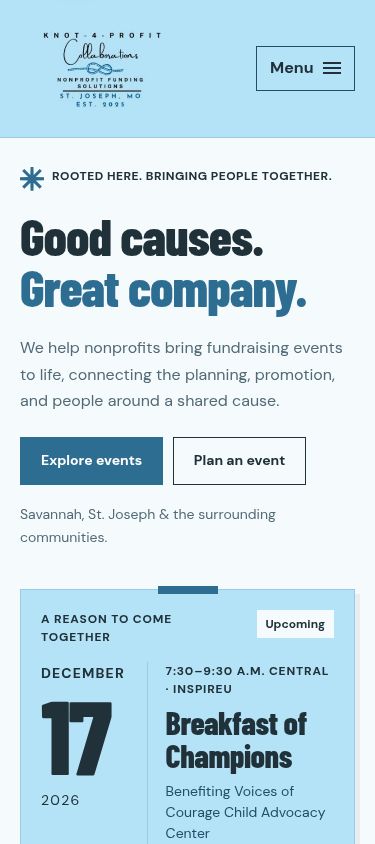 KNOT-4-PROFIT
Collaborations
NONPROFIT FUNDING
SOLUTIONS
ST. JOSEPH, MO
EST. 2025
Menu
ROOTED HERE. BRINGING PEOPLE TOGETHER.
Good causes.
Great company.
We help nonprofits bring fundraising events
to life, connecting the planning, promotion,
and people around a shared cause.
Explore events
Plan an event
Savannah, St. Joseph & the surrounding
communities.
A REASON TO COME
TOGETHER
Upcoming
DECEMBER
17
2026
7:30–9:30 A.M. CENTRAL
· INSPIREU
Breakfast of
Champions
Benefiting Voices of
Courage Child Advocacy
Center